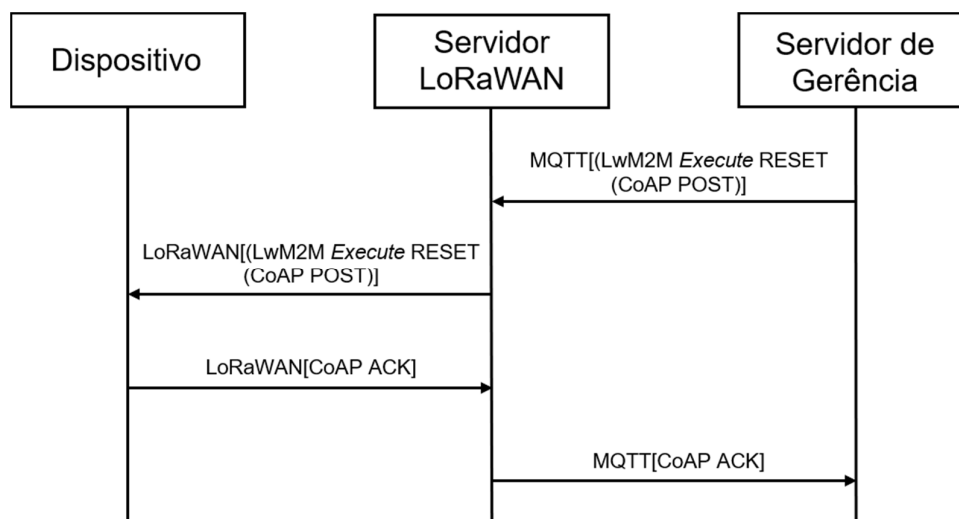 Dispositivo
Servidor
LoRaWAN
Servidor de
Gerência
MQTT[(LwM2M Execute RESET
(CoAP POST)]
LoRaWAN[(LwM2M Execute RESET
(CoAP POST)]
LoRaWAN[CoAP ACK]
MQTT[CoAP ACK]